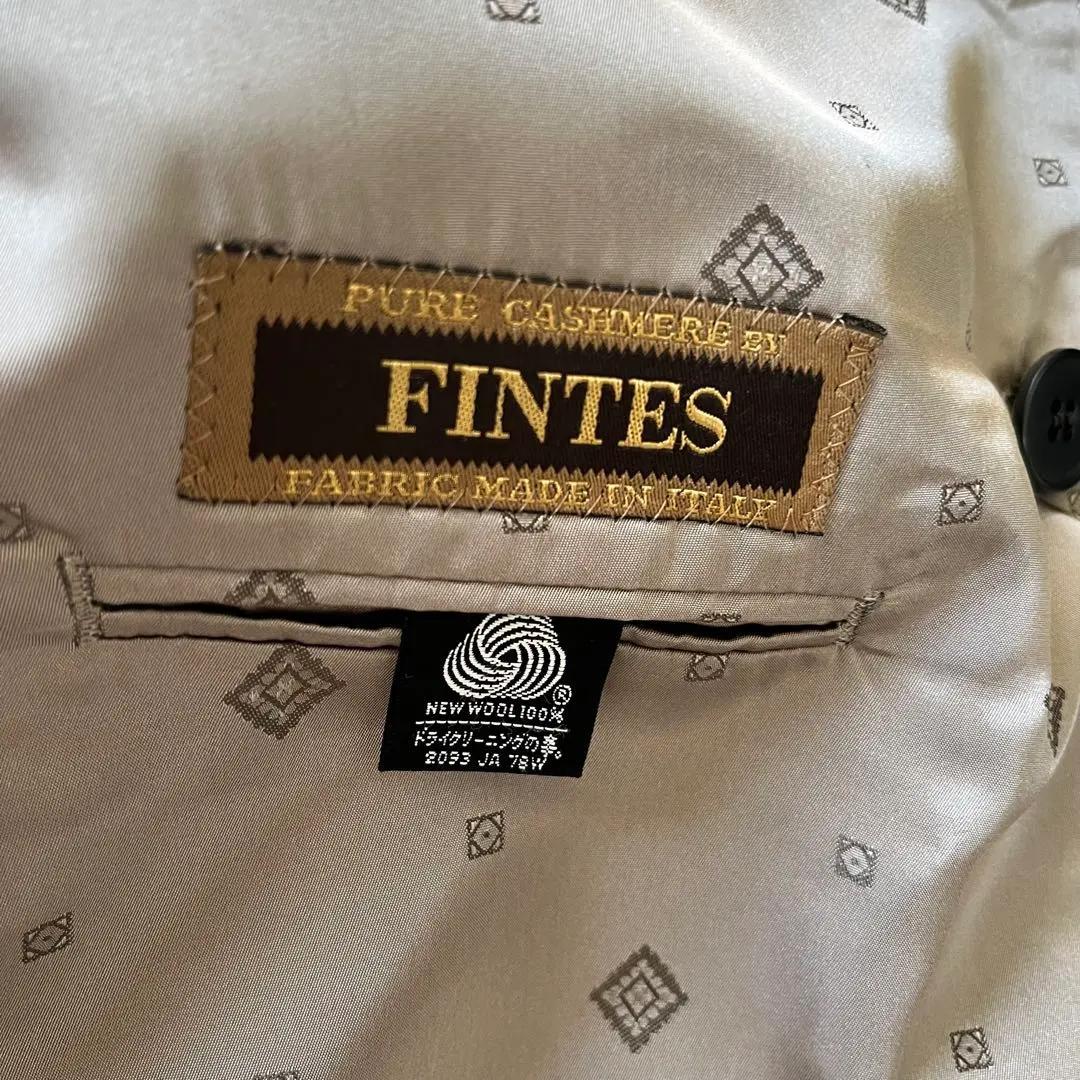 PURE CASHMERE BY
FINTES
FABRIC MADE IN ITALY
®
NEW WOOL 100%
ドライクリーニングの事。
2093 JA 78W